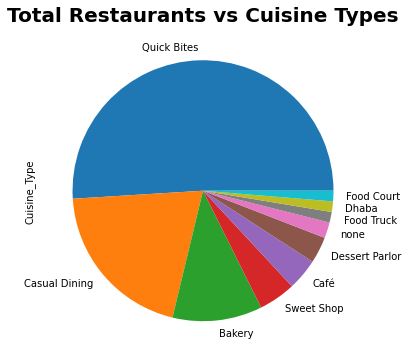 Total Restaurants vs Cuisine Types
Quick Bites
Cuisine_Type
Food Court
Dhaba
Food Truck
none
Dessert Parlor
Café
Sweet Shop
Casual Dining
Bakery